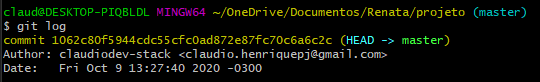 claud@DESKTOP-PIQBLDL MINGW64 ~/OneDrive/Documentos/Renata/projeto (master)
$ git log
commit 1062c80f5944cdc55cfc0ad872e87fc70c6a6c2c (HEAD -> master)
Author: claudiodev-stack <claudio.henriquepj@gmail.com>
Date:   Fri Oct 9 13:27:40 2020 -0300